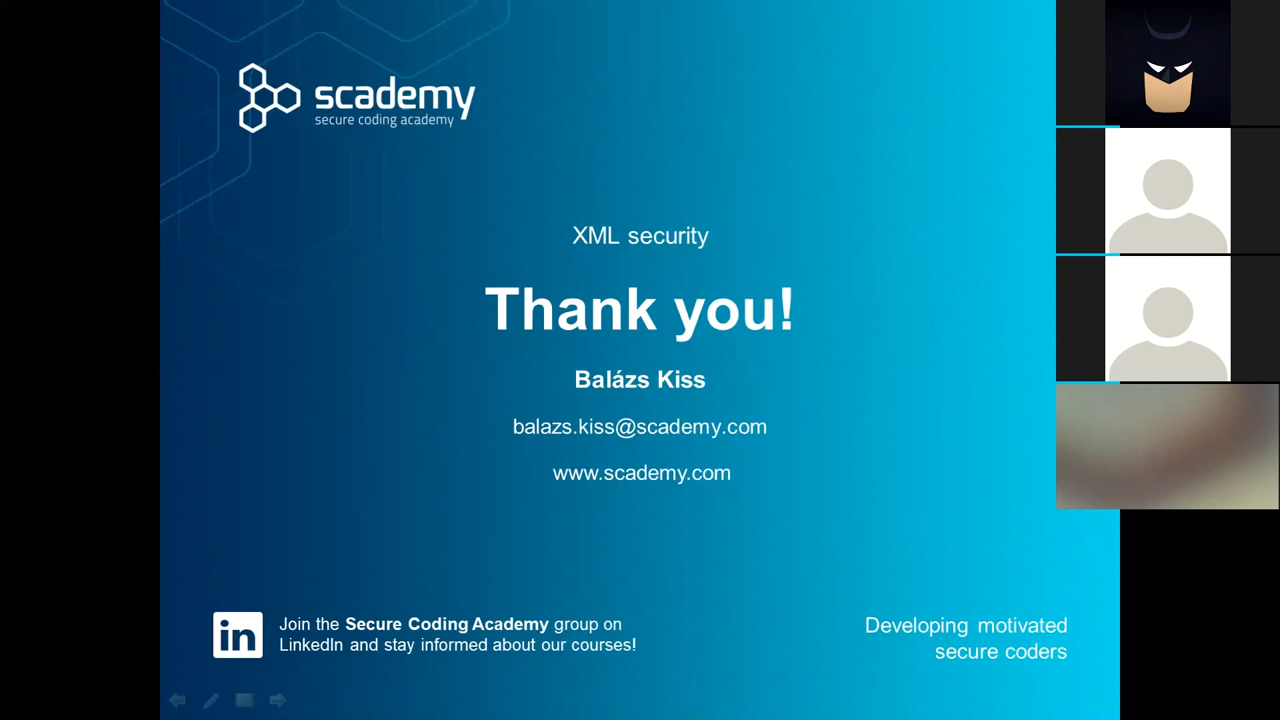 scademy
secure coding academy
XML security
Thank you!
Balázs Kiss
balazs.kiss@scademy.com
www.scademy.com
in
Join the Secure Coding Academy group on
LinkedIn and stay informed about our courses!
Developing motivated
secure coders